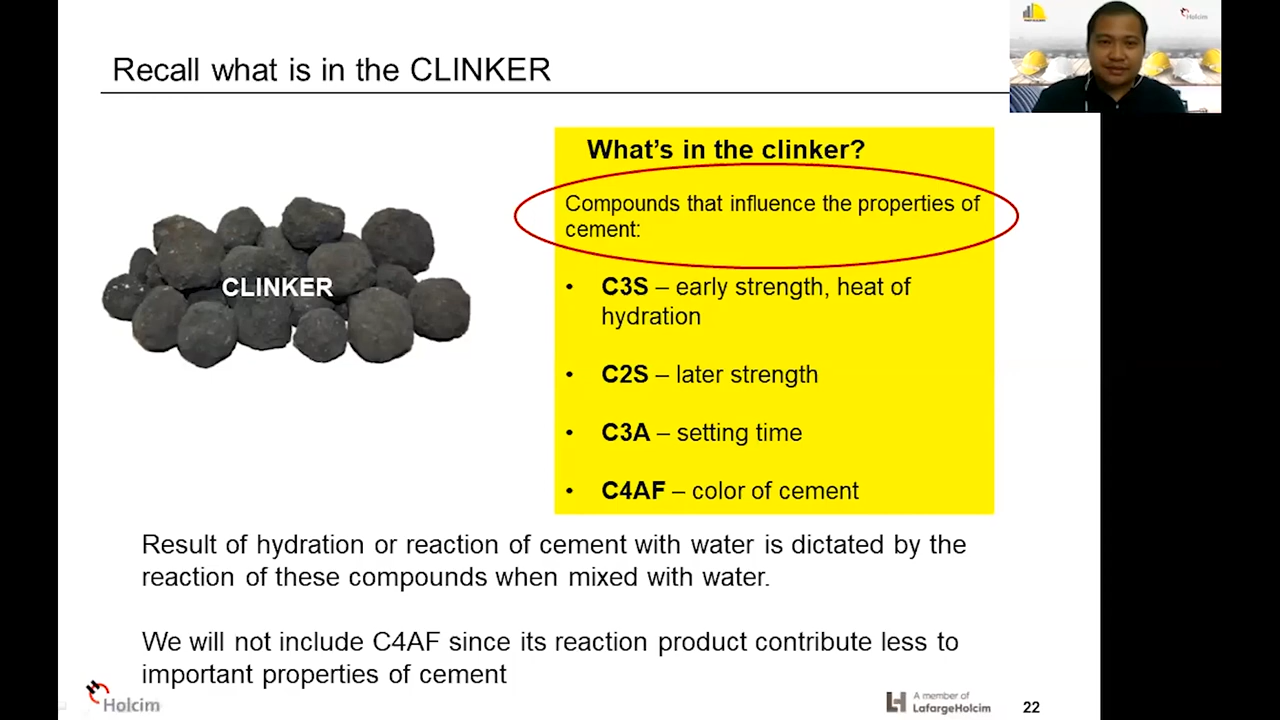 Recall what is in the CLINKER
Holcim
What's in the clinker?
Compounds that influence the properties of
cement:
CLINKER
• C3S – early strength, heat of
hydration
• C2S – later strength
• C3A – setting time
• C4AF – color of cement
Result of hydration or reaction of cement with water is dictated by the
reaction of these compounds when mixed with water.
We will not include C4AF since its reaction product contribute less to
important properties of cement
Holcim
A member of
LafargeHolcim
22